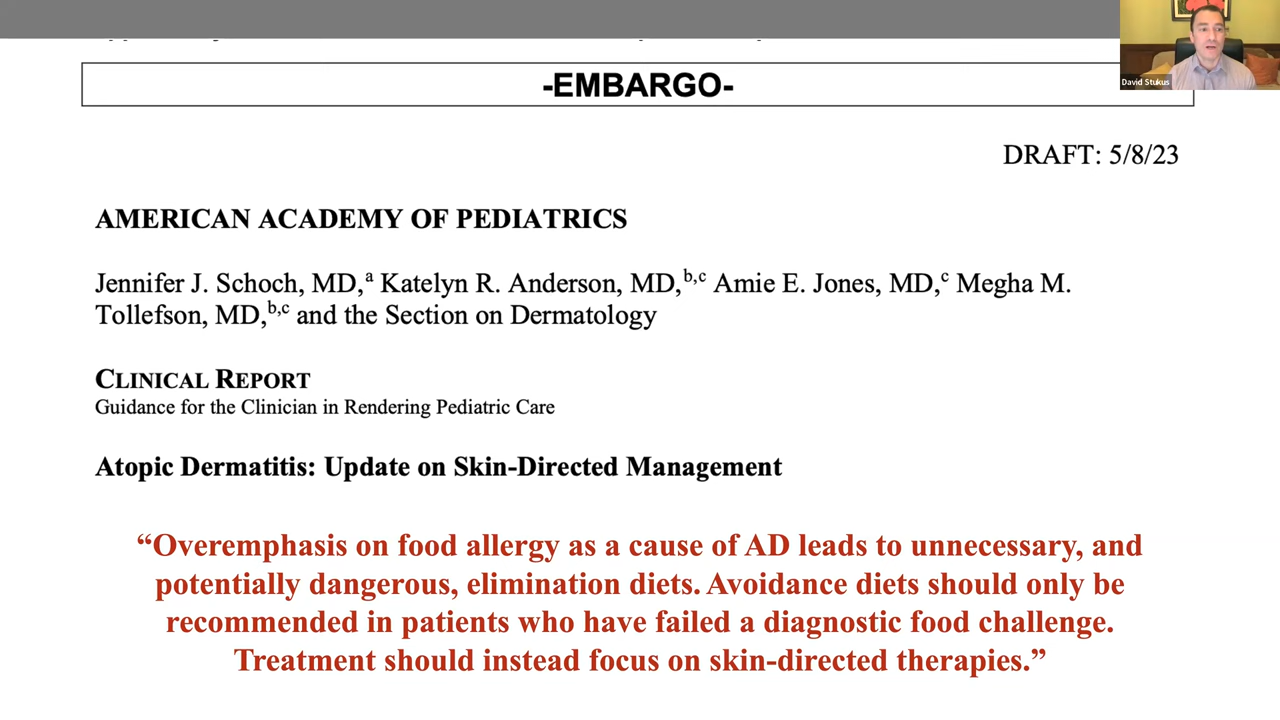 -EMBARGO-
David Stukus
DRAFT: 5/8/23
AMERICAN ACADEMY OF PEDIATRICS
Jennifer J. Schoch, MD,ᵃ Katelyn R. Anderson, MD,ᵇ,ᶜ Amie E. Jones, MD,ᶜ Megha M.
Tollefson, MD,ᵇ,ᶜ and the Section on Dermatology
CLINICAL REPORT
Guidance for the Clinician in Rendering Pediatric Care
Atopic Dermatitis: Update on Skin-Directed Management
“Overemphasis on food allergy as a cause of AD leads to unnecessary, and
potentially dangerous, elimination diets. Avoidance diets should only be
recommended in patients who have failed a diagnostic food challenge.
Treatment should instead focus on skin-directed therapies.”